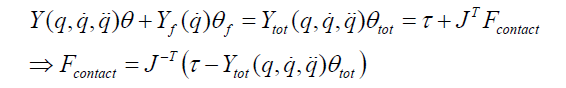 Y(q, q̇, q̈)θ + Y_f(q̇)θ_f = Y_tot(q, q̇, q̈)θ_tot = τ + J^T F_contact
⇒ F_contact = J^{-T}(τ − Y_tot(q, q̇, q̈)θ_tot)